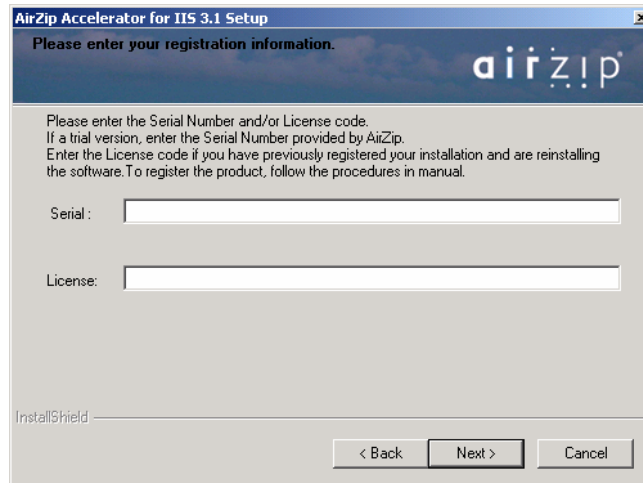 AirZip Accelerator for IIS 3.1 Setup
Please enter your registration information.
airzip
Please enter the Serial Number and/or License code.
If a trial version, enter the Serial Number provided by AirZip.
Enter the License code if you have previously registered your installation and are reinstalling
the software.To register the product, follow the procedures in manual.
Serial :
License:
InstallShield
< Back
Next >
Cancel